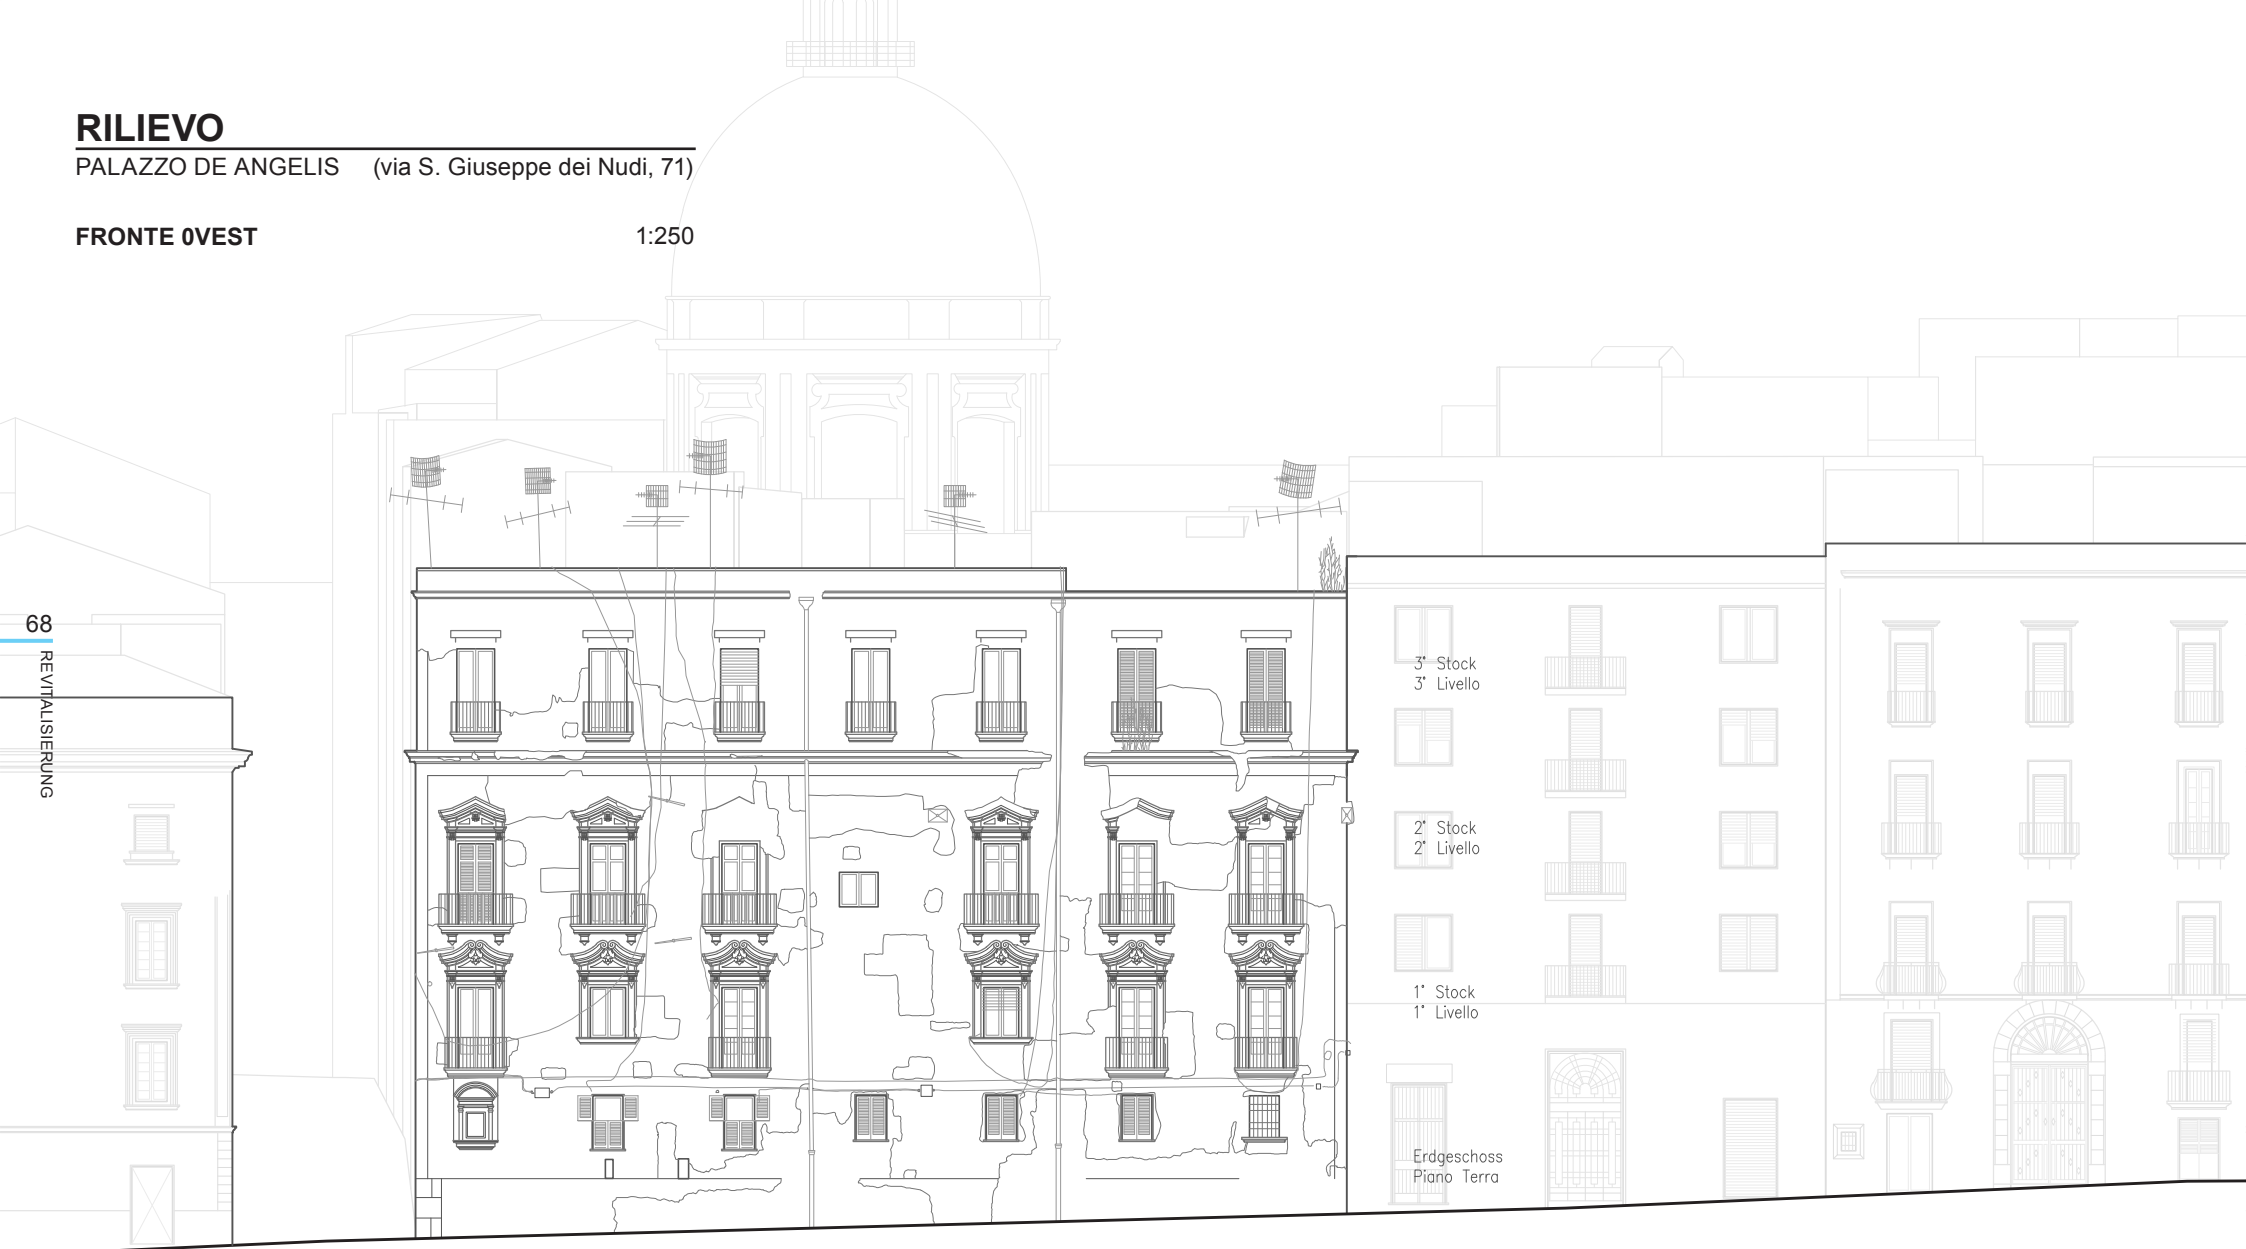 RILIEVO
PALAZZO DE ANGELIS (via S. Giuseppe dei Nudi, 71)
FRONTE 0VEST 1:250
68
REVITALISIERUNG
3° Stock
3° Livello
2° Stock
2° Livello
1° Stock
1° Livello
Erdgeschoss
Piano Terra